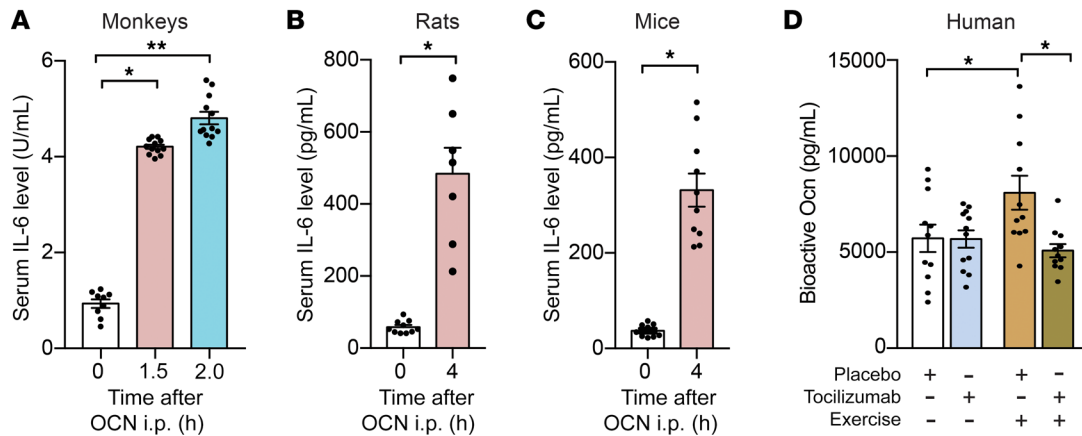 A Monkeys
Serum IL-6 level (U/mL)
6
4
2
0
*
**
0 1.5 2.0
Time after
OCN i.p. (h)
B Rats
Serum IL-6 level (pg/mL)
800
600
400
200
0
*
0 4
Time after
OCN i.p. (h)
C Mice
Serum IL-6 level (pg/mL)
600
400
200
0
*
0 4
Time after
OCN i.p. (h)
D Human
Bioactive Ocn (pg/mL)
15000
10000
5000
0
*
*
Placebo + – + –
Tocilizumab – + – +
Exercise – – + +